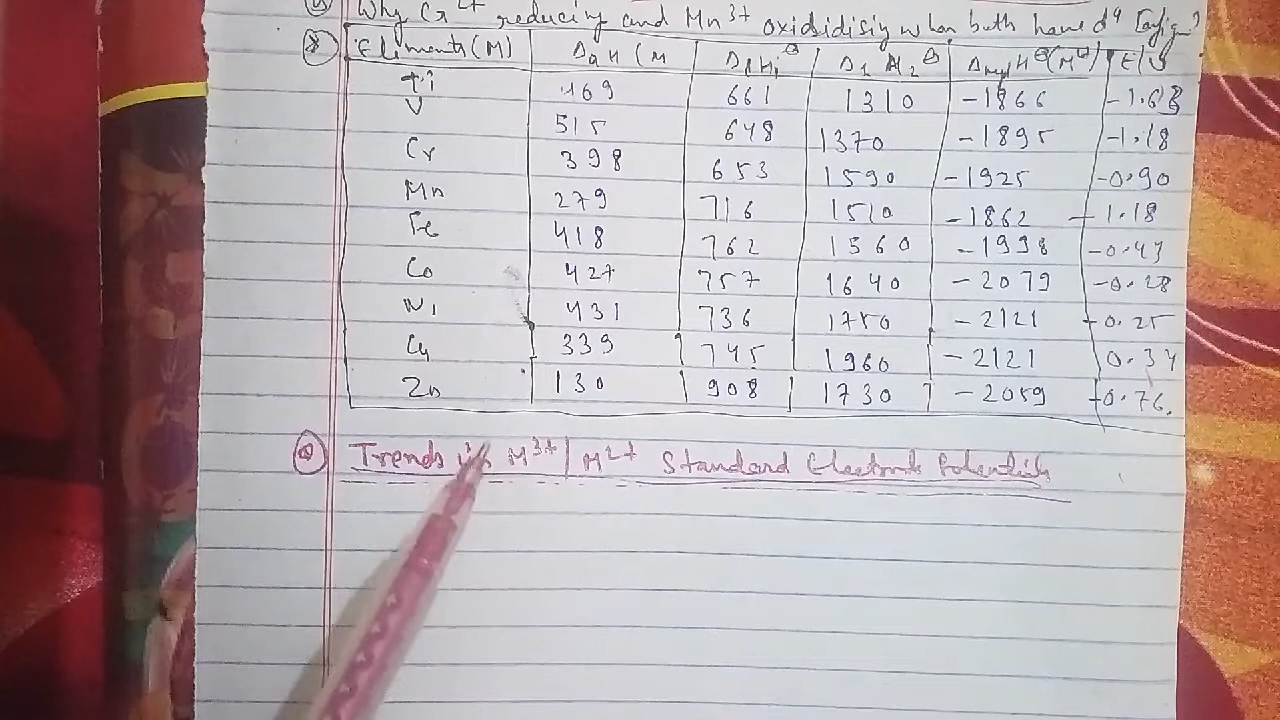 Why Cr2+ reducing and Mn3+ oxididising when both have d4 Config?
Elements (M) ΔaH (M ΔiH1⊖ Δ1 H2⊖ ΔhydH⊖(M2+) E/V
Ti 469 661 1310 -1866 -1.63
V 515 648 1370 -1895 -1.18
Cr 398 653 1590 -1925 -0.90
Mn 279 716 1510 -1862 -1.18
Fe 418 762 1560 -1998 -0.43
Co 427 757 1640 -2079 -0.28
Ni 431 736 1750 -2121 -0.25
Cu 339 745 1960 -2121 0.34
Zn 130 908 1730 -2059 -0.76.
Trends in M3+ | M2+ Standard Electrode Potentials